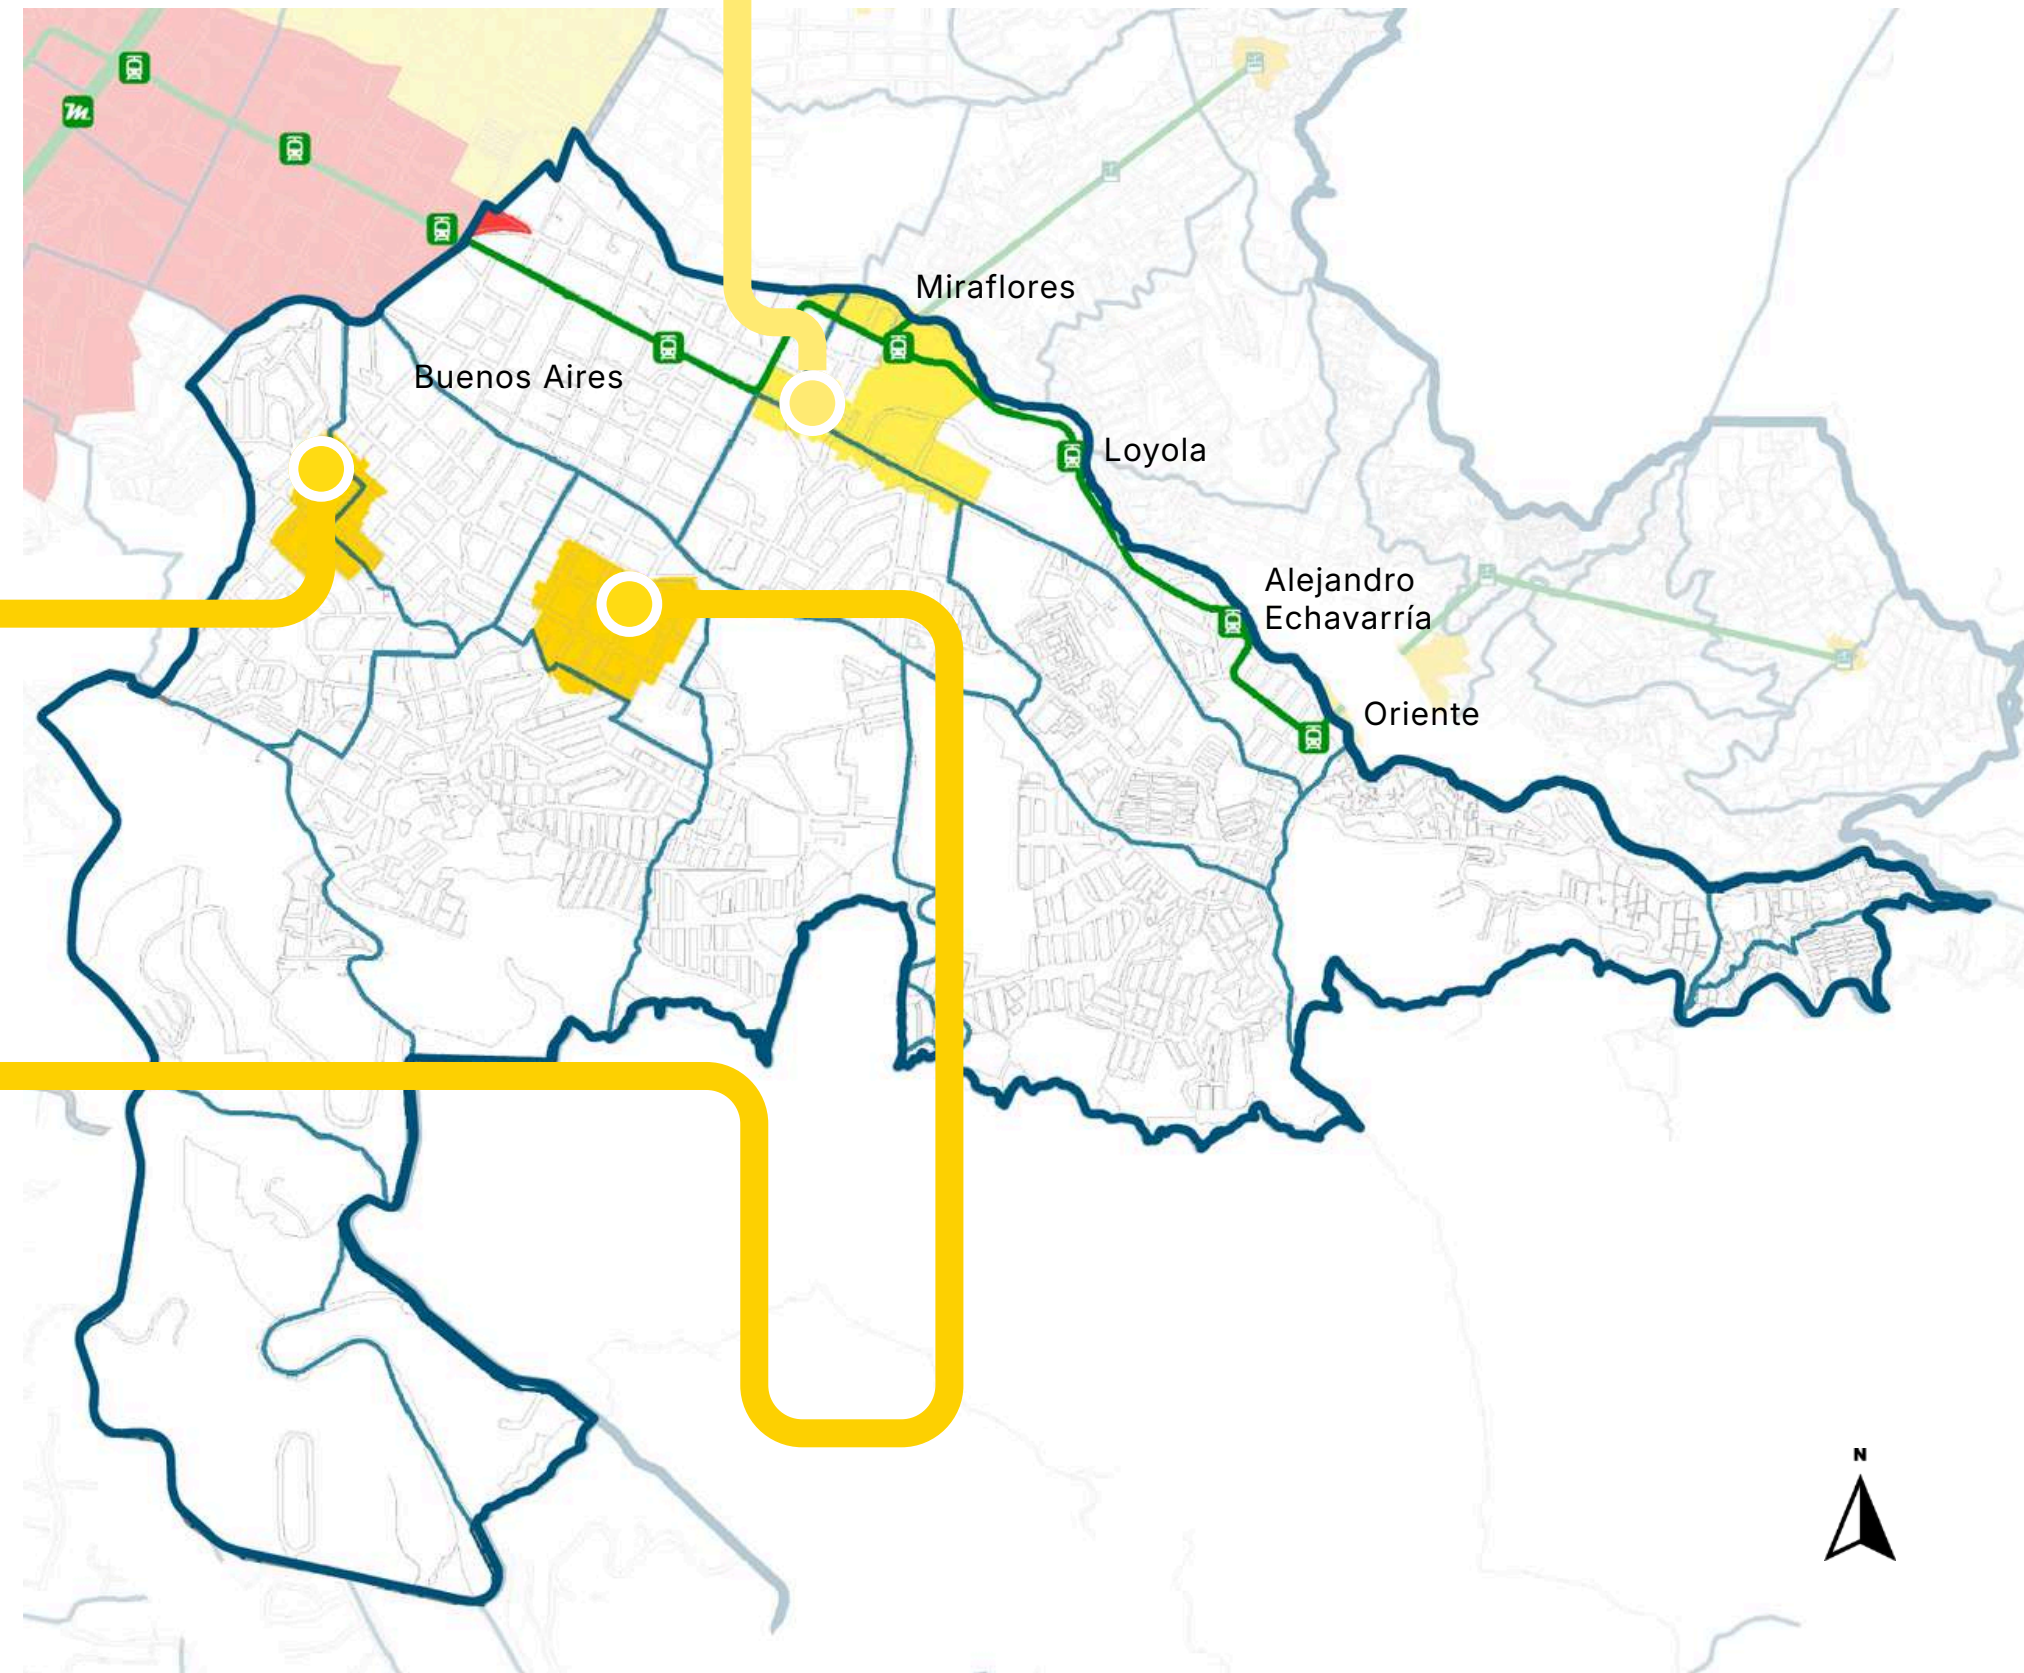 Miraflores
Buenos Aires
Loyola
Alejandro
Echavarría
Oriente
N